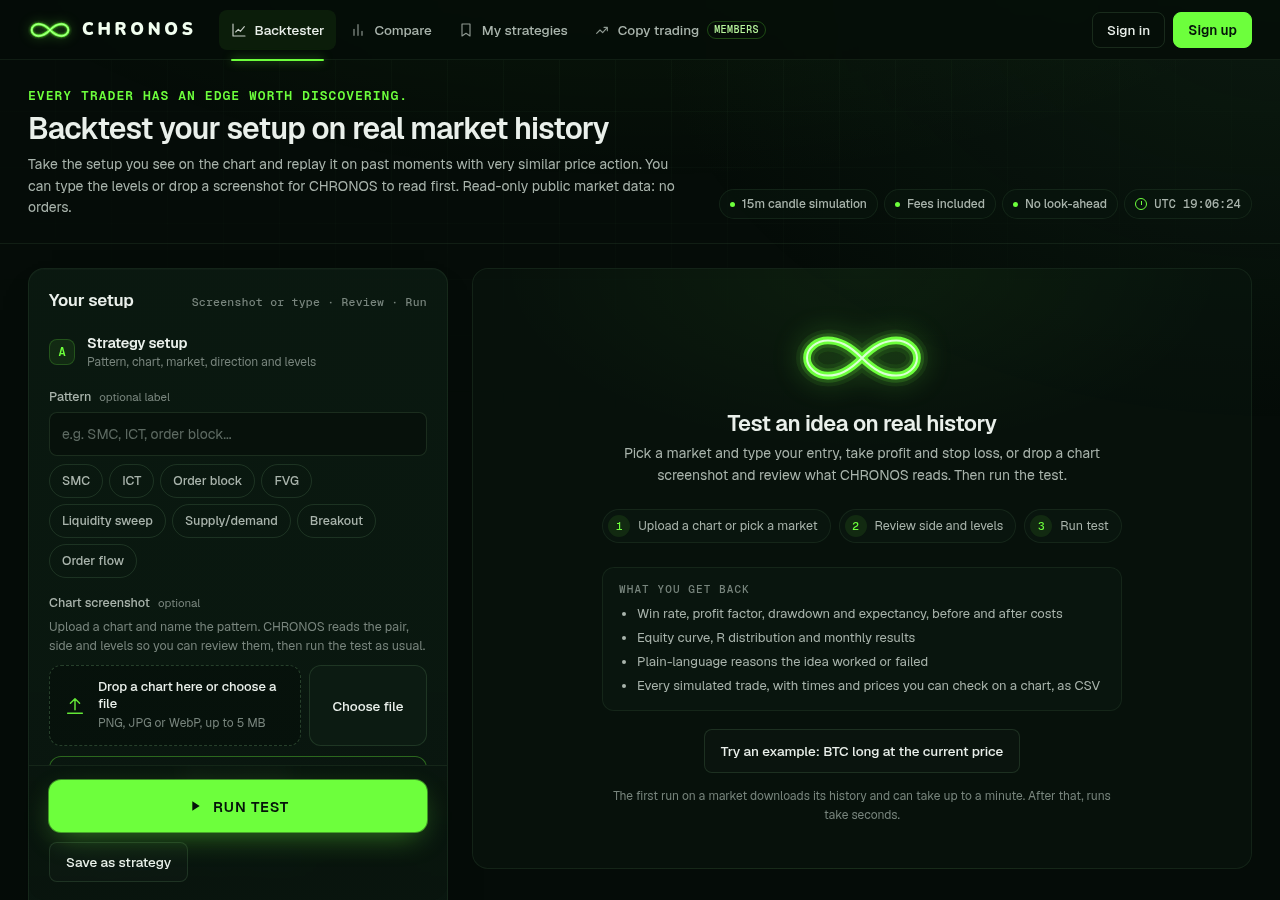 CHRONOS
Backtester
Compare
My strategies
Copy trading MEMBERS
Sign in
Sign up
EVERY TRADER HAS AN EDGE WORTH DISCOVERING.
Backtest your setup on real market history
Take the setup you see on the chart and replay it on past moments with very similar price action. You
can type the levels or drop a screenshot for CHRONOS to read first. Read-only public market data: no
orders.
15m candle simulation
Fees included
No look-ahead
UTC 19:06:24
Your setup
Screenshot or type · Review · Run
A
Strategy setup
Pattern, chart, market, direction and levels
Pattern optional label
e.g. SMC, ICT, order block...
SMC
ICT
Order block
FVG
Liquidity sweep
Supply/demand
Breakout
Order flow
Chart screenshot optional
Upload a chart and name the pattern. CHRONOS reads the pair,
side and levels so you can review them, then run the test as usual.
Drop a chart here or choose a
file
PNG, JPG or WebP, up to 5 MB
Choose file
RUN TEST
Save as strategy
Test an idea on real history
Pick a market and type your entry, take profit and stop loss, or drop a chart
screenshot and review what CHRONOS reads. Then run the test.
1 Upload a chart or pick a market
2 Review side and levels
3 Run test
WHAT YOU GET BACK
• Win rate, profit factor, drawdown and expectancy, before and after costs
• Equity curve, R distribution and monthly results
• Plain-language reasons the idea worked or failed
• Every simulated trade, with times and prices you can check on a chart, as CSV
Try an example: BTC long at the current price
The first run on a market downloads its history and can take up to a minute. After that, runs
take seconds.